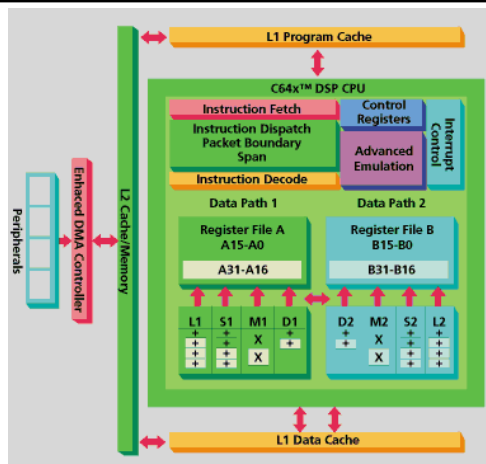 L1 Program Cache
C64x™ DSP CPU
Instruction Fetch
Instruction Dispatch
Packet Boundary
Span
Instruction Decode
Control
Registers
Advanced
Emulation
Interrupt
Control
L2 Cache/Memory
Enhaced DMA Controller
Peripherals
Data Path 1
Data Path 2
Register File A
A15-A0
A31-A16
Register File B
B15-B0
B31-B16
L1 S1 M1 D1
+ + X +
+ + X +
+ +
+ +
D2 M2 S2 L2
+ X + +
+ X + +
+ +
+ +
L1 Data Cache